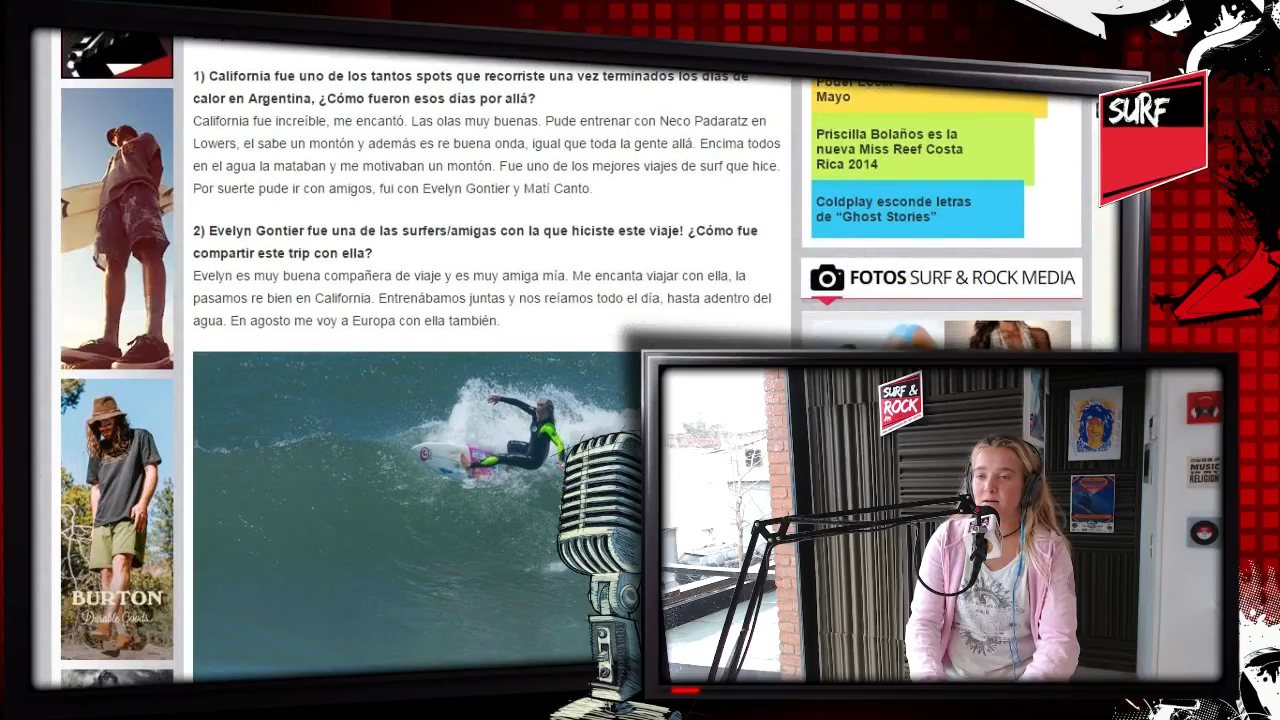 1) California fue uno de los tantos spots que recorriste una vez terminados los días de
calor en Argentina, ¿Cómo fueron esos días por allá?
California fue increíble, me encantó. Las olas muy buenas. Pude entrenar con Neco Padaratz en
Lowers, el sabe un montón y además es re buena onda, igual que toda la gente allá. Encima todos
en el agua la mataban y me motivaban un montón. Fue uno de los mejores viajes de surf que hice.
Por suerte pude ir con amigos, fui con Evelyn Gontier y Matí Canto.
2) Evelyn Gontier fue una de las surfers/amigas con la que hiciste este viaje! ¿Cómo fue
compartir este trip con ella?
Evelyn es muy buena compañera de viaje y es muy amiga mía. Me encanta viajar con ella, la
pasamos re bien en California. Entrenábamos juntas y nos reíamos todo el día, hasta adentro del
agua. En agosto me voy a Europa con ella también.
BURTON
Durable Goods
Mayo
Priscilla Bolaños es la
nueva Miss Reef Costa
Rica 2014
Coldplay esconde letras
de “Ghost Stories”
FOTOS SURF & ROCK MEDIA
SURF
SURF &
ROCK
MUSIC
RELIGION